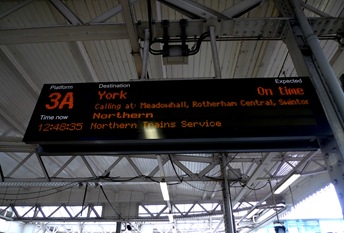 Platform Destination Expected
3A York On time
Calling at: Meadowhall, Rotherham Central, Swinton
Northern
Time now
12:48:35 Northern Trains Service